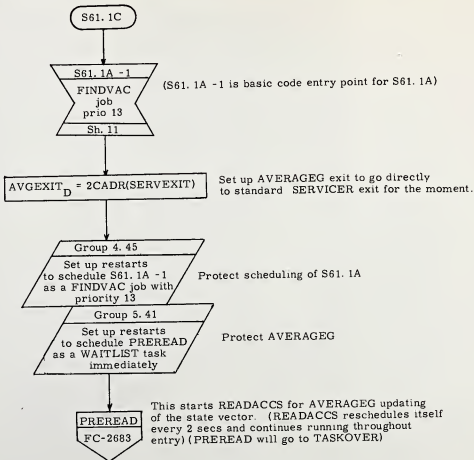 S61.1C
S61.1A -1
FINDVAC
job
prio 13
Sh. 11
(S61.1A -1 is basic code entry point for S61.1A)
AVGEXIT_D = 2CADR(SERVEXIT)
Set up AVERAGEG exit to go directly
to standard SERVICER exit for the moment.
Group 4.45
Set up restarts
to schedule S61.1A -1
as a FINDVAC job with
priority 13
Protect scheduling of S61.1A
Group 5.41
Set up restarts
to schedule PREREAD
as a WAITLIST task
immediately
Protect AVERAGEG
PREREAD
FC-2683
This starts READACCS for AVERAGEG updating
of the state vector. (READACCS reschedules itself
every 2 secs and continues running throughout
entry) (PREREAD will go to TASKOVER)